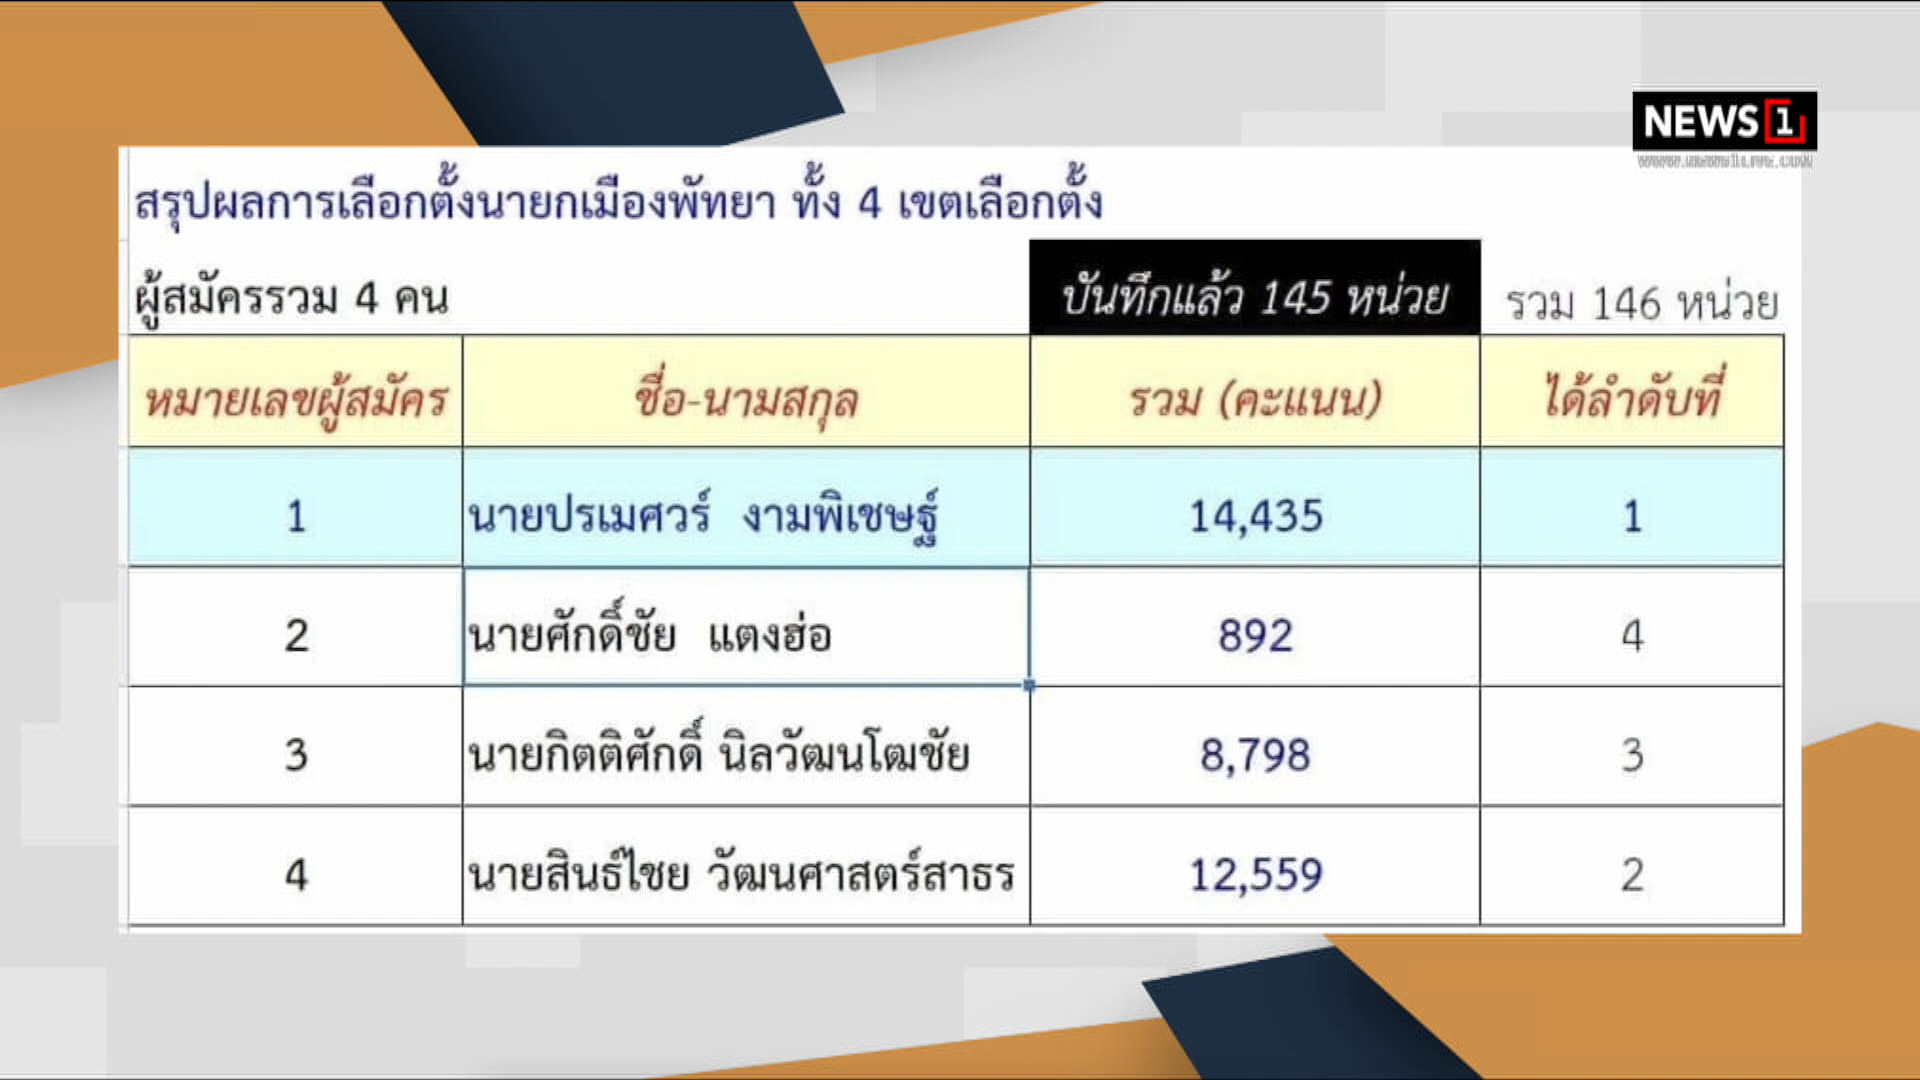 NEWS 1
สรุปผลการเลือกตั้งนายกเมืองพัทยา ทั้ง 4 เขตเลือกตั้ง
ผู้สมัครรวม 4 คน บันทึกแล้ว 145 หน่วย รวม 146 หน่วย
หมายเลขผู้สมัคร ชื่อ-นามสกุล รวม (คะแนน) ได้ลำดับที่
1 นายปรเมศวร์ งามพิเชษฐ์ 14,435 1
2 นายศักดิ์ชัย แตงฮ่อ 892 4
3 นายกิตติศักดิ์ นิลวัฒนโฒชัย 8,798 3
4 นายสินธ์ไชย วัฒนศาสตร์สาธร 12,559 2